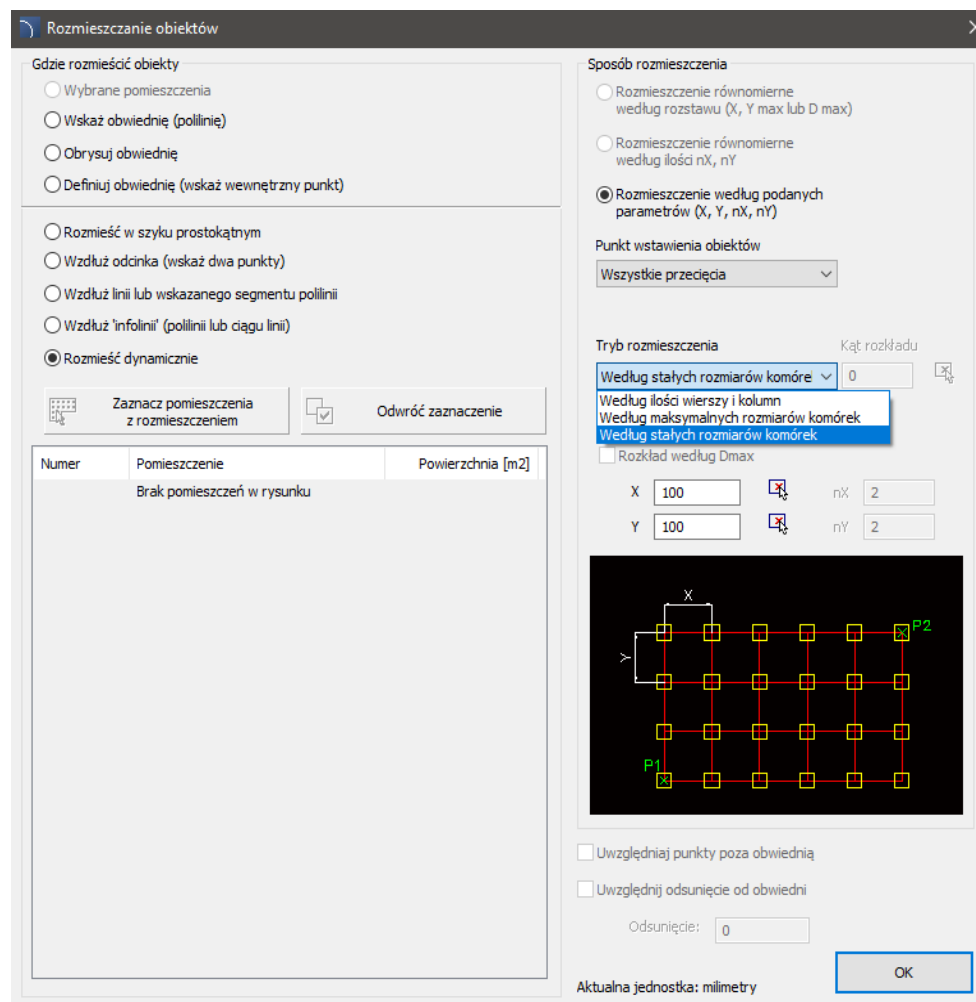 Rozmieszczanie obiektów
Gdzie rozmieścić obiekty
Wybrane pomieszczenia
Wskaż obwiednię (polilinię)
Obrysuj obwiednię
Definiuj obwiednię (wskaż wewnętrzny punkt)
Rozmieść w szyku prostokątnym
Wzdłuż odcinka (wskaż dwa punkty)
Wzdłuż linii lub wskazanego segmentu polilinii
Wzdłuż 'infolinii' (polilinii lub ciągu linii)
Rozmieść dynamicznie
Zaznacz pomieszczenia
z rozmieszczeniem
Odwróć zaznaczenie
Numer Pomieszczenie Powierzchnia [m2]
Brak pomieszczeń w rysunku
Sposób rozmieszczenia
Rozmieszczenie równomierne
według rozstawu (X, Y max lub D max)
Rozmieszczenie równomierne
według ilości nX, nY
Rozmieszczenie według podanych
parametrów (X, Y, nX, nY)
Punkt wstawienia obiektów
Wszystkie przecięcia
Tryb rozmieszczenia Kąt rozkładu
Według stałych rozmiarów komóre 0
Według ilości wierszy i kolumn
Według maksymalnych rozmiarów komórek
Według stałych rozmiarów komórek
Rozkład według Dmax
X 100 nX 2
Y 100 nY 2
X
P2
Y
P1
Uwzględniaj punkty poza obwiednią
Uwzględnij odsunięcie od obwiedni
Odsunięcie: 0
OK
Aktualna jednostka: milimetry